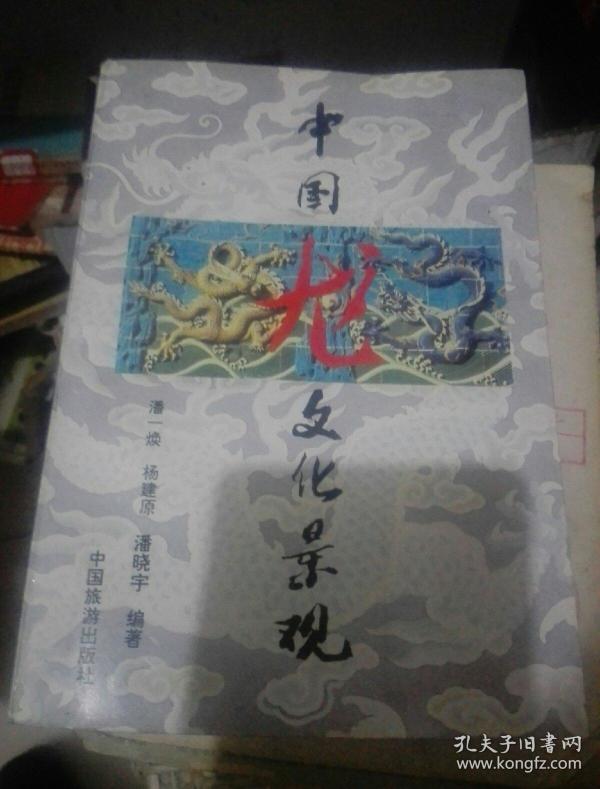 中国龙文化景观
潘一焕 杨建原 潘晓宇 编著
中国旅游出版社
孔夫子旧书网
www.kongfz.com